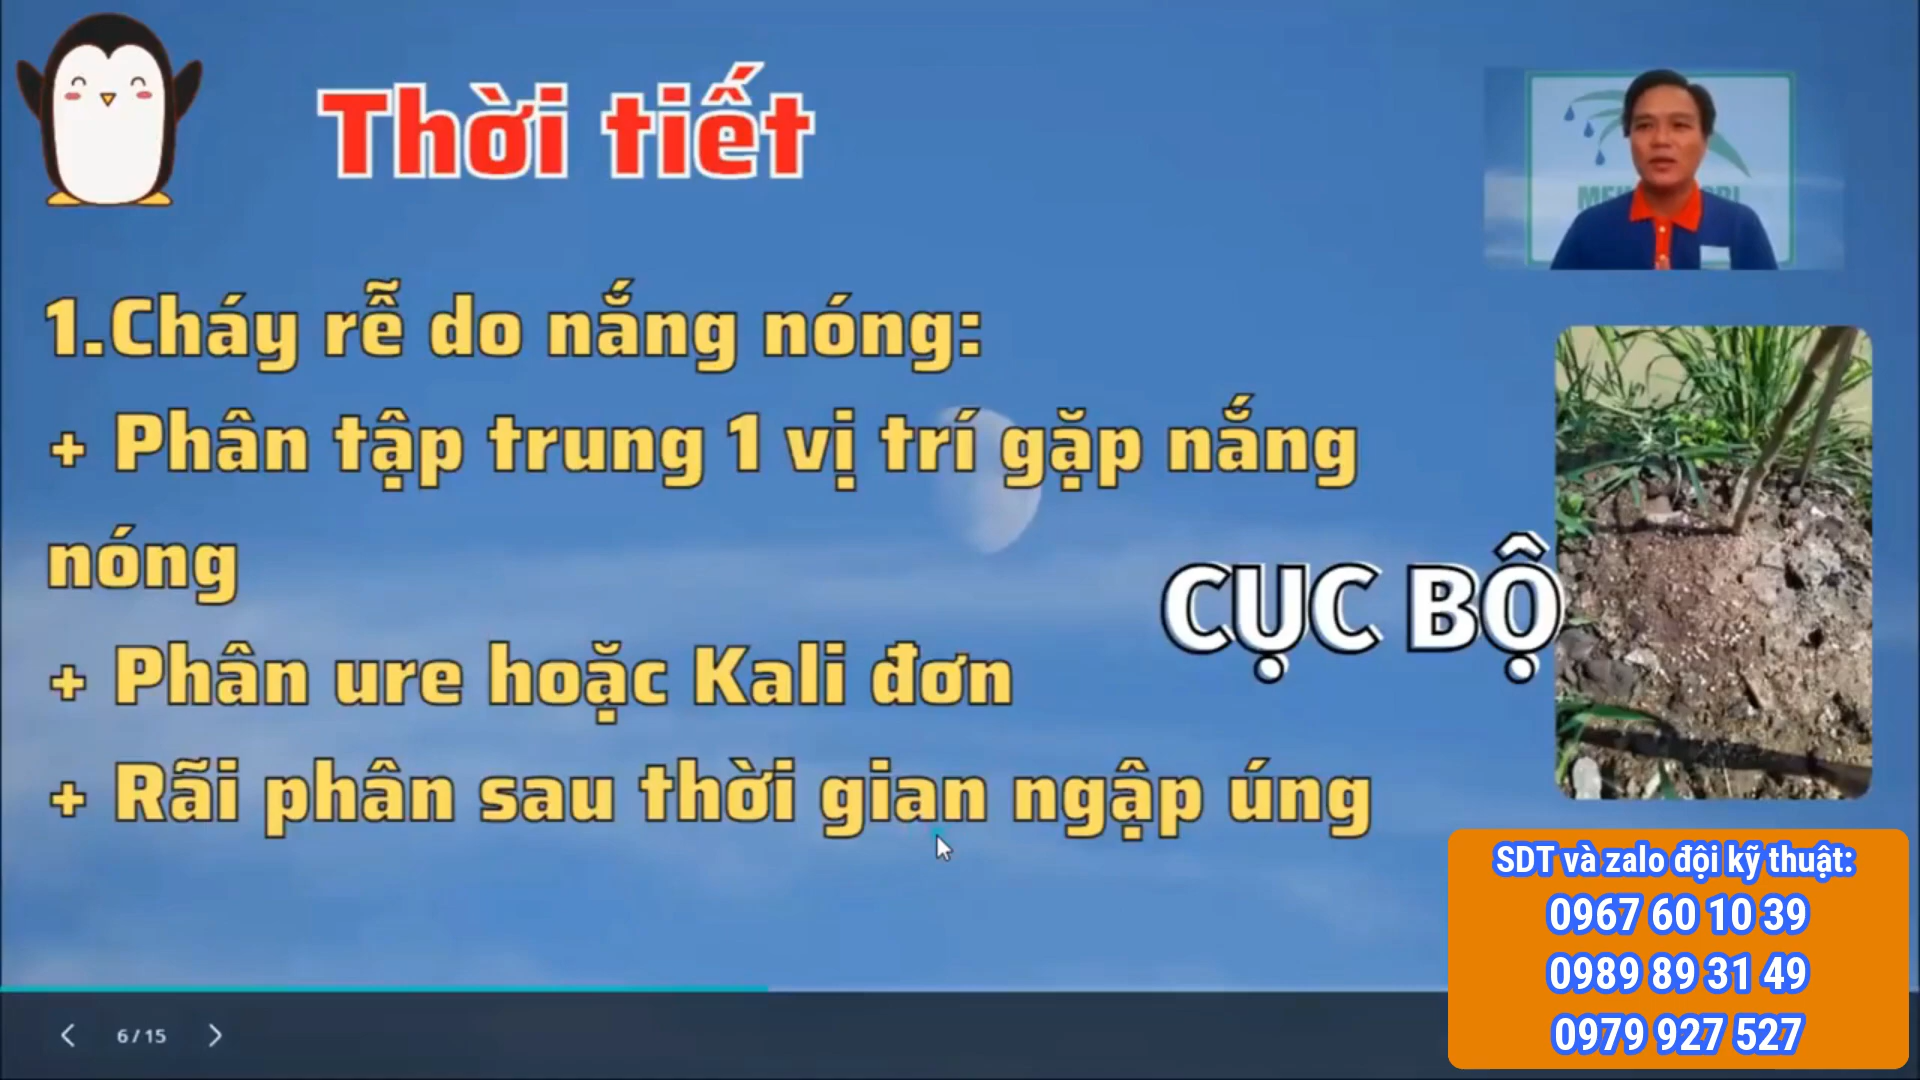 Thời tiết
1.Cháy rễ do nắng nóng:
+ Phân tập trung 1 vị trí gặp nắng
nóng
+ Phân ure hoặc Kali đơn
+ Rãi phân sau thời gian ngập úng
CỤC BỘ
SDT và zalo đội kỹ thuật:
0967 60 10 39
0989 89 31 49
0979 927 527
6 / 15